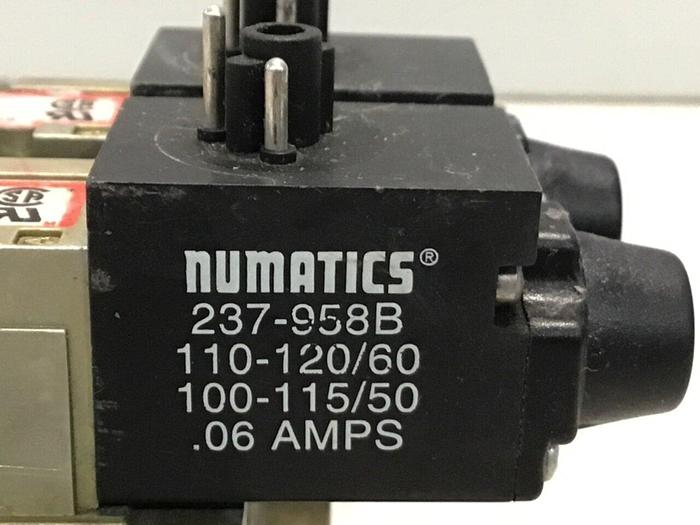 NUMATICS®
237-958B
110-120/60
100-115/50
.06 AMPS